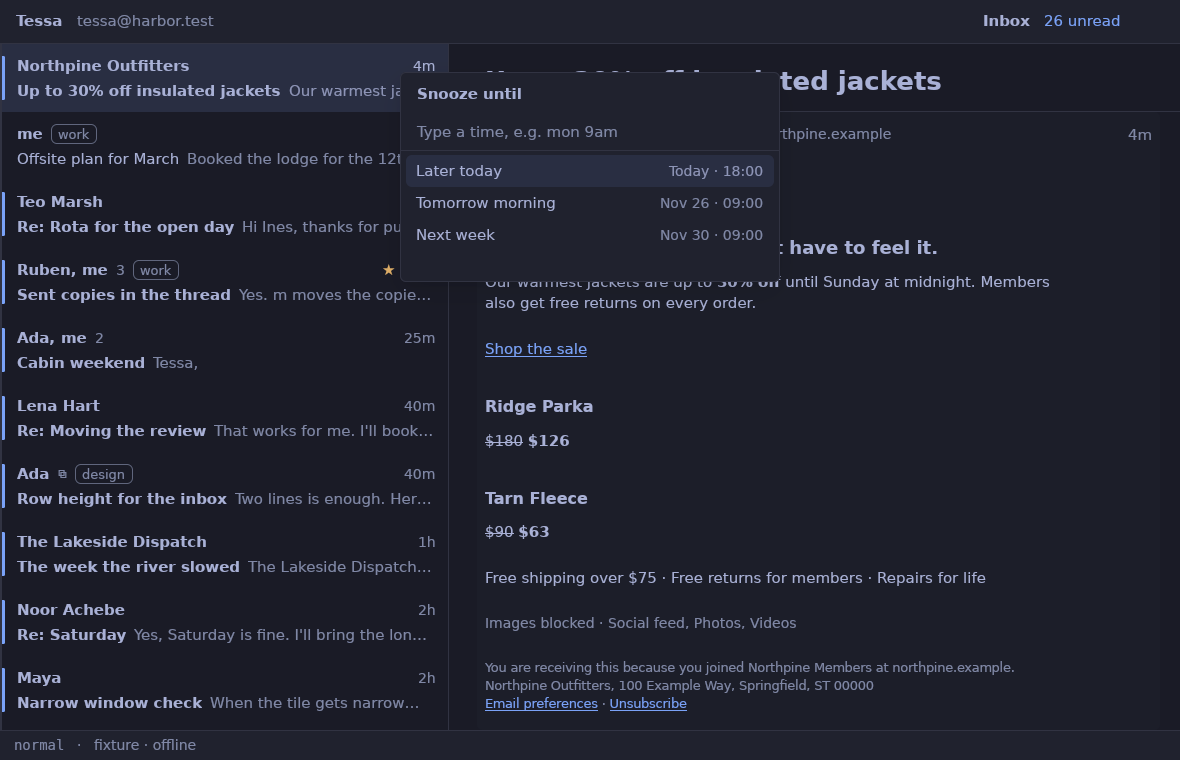 Tessa tessa@harbor.test
Inbox 26 unread
Northpine Outfitters 4m
Up to 30% off insulated jackets Our warmest ja
me work
Offsite plan for March Booked the lodge for the 12t
Teo Marsh
Re: Rota for the open day Hi Ines, thanks for pu
Ruben, me 3 work ★
Sent copies in the thread Yes. m moves the copie…
Ada, me 2 25m
Cabin weekend Tessa,
Lena Hart 40m
Re: Moving the review That works for me. I'll book…
Ada design 40m
Row height for the inbox Two lines is enough. Her…
The Lakeside Dispatch 1h
The week the river slowed The Lakeside Dispatch…
Noor Achebe 2h
Re: Saturday Yes, Saturday is fine. I'll bring the lon…
Maya 2h
Narrow window check When the tile gets narrow…
Snooze until
Type a time, e.g. mon 9am
Later today Today · 18:00
Tomorrow morning Nov 26 · 09:00
Next week Nov 30 · 09:00
ted jackets
rthpine.example 4m
have to feel it.
Our warmest jackets are up to 30% off until Sunday at midnight. Members
also get free returns on every order.
Shop the sale
Ridge Parka
$180 $126
Tarn Fleece
$90 $63
Free shipping over $75 · Free returns for members · Repairs for life
Images blocked · Social feed, Photos, Videos
You are receiving this because you joined Northpine Members at northpine.example.
Northpine Outfitters, 100 Example Way, Springfield, ST 00000
Email preferences · Unsubscribe
normal · fixture · offline